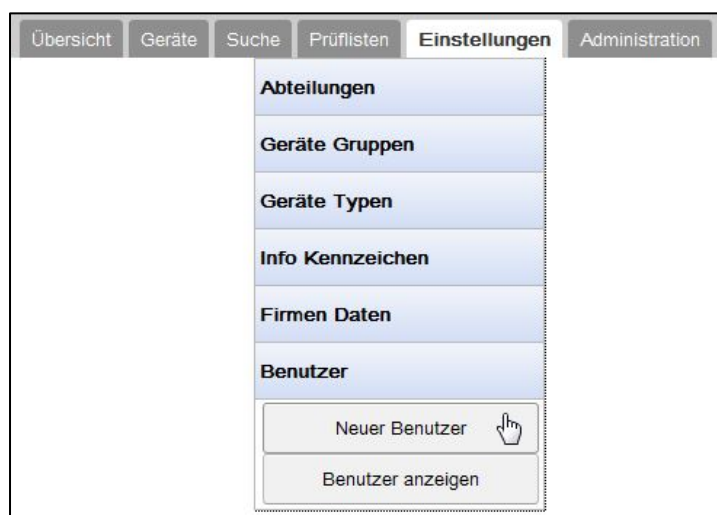 Übersicht Geräte Suche Prüflisten Einstellungen Administration
Abteilungen
Geräte Gruppen
Geräte Typen
Info Kennzeichen
Firmen Daten
Benutzer
Neuer Benutzer
Benutzer anzeigen